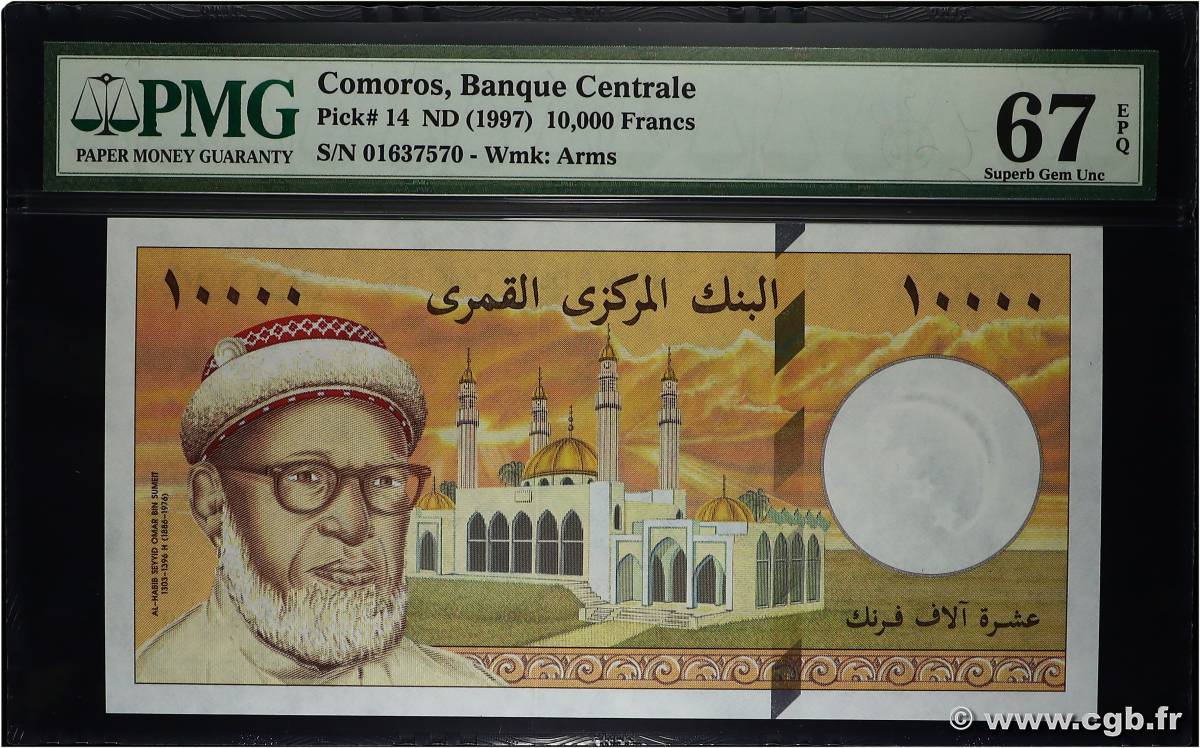 PMG
PAPER MONEY GUARANTY
Comoros, Banque Centrale
Pick# 14 ND (1997) 10,000 Francs
S/N 01637570 - Wmk: Arms
67
EPQ
Superb Gem Unc
١٠٠٠٠
البنك المركزى القمرى
١٠٠٠٠
AL-HABIB SEYYID OMAR BIN SUMEIT
1303-1396 H (1886-1976)
عشرة آلاف فرنك
© www.cgb.fr